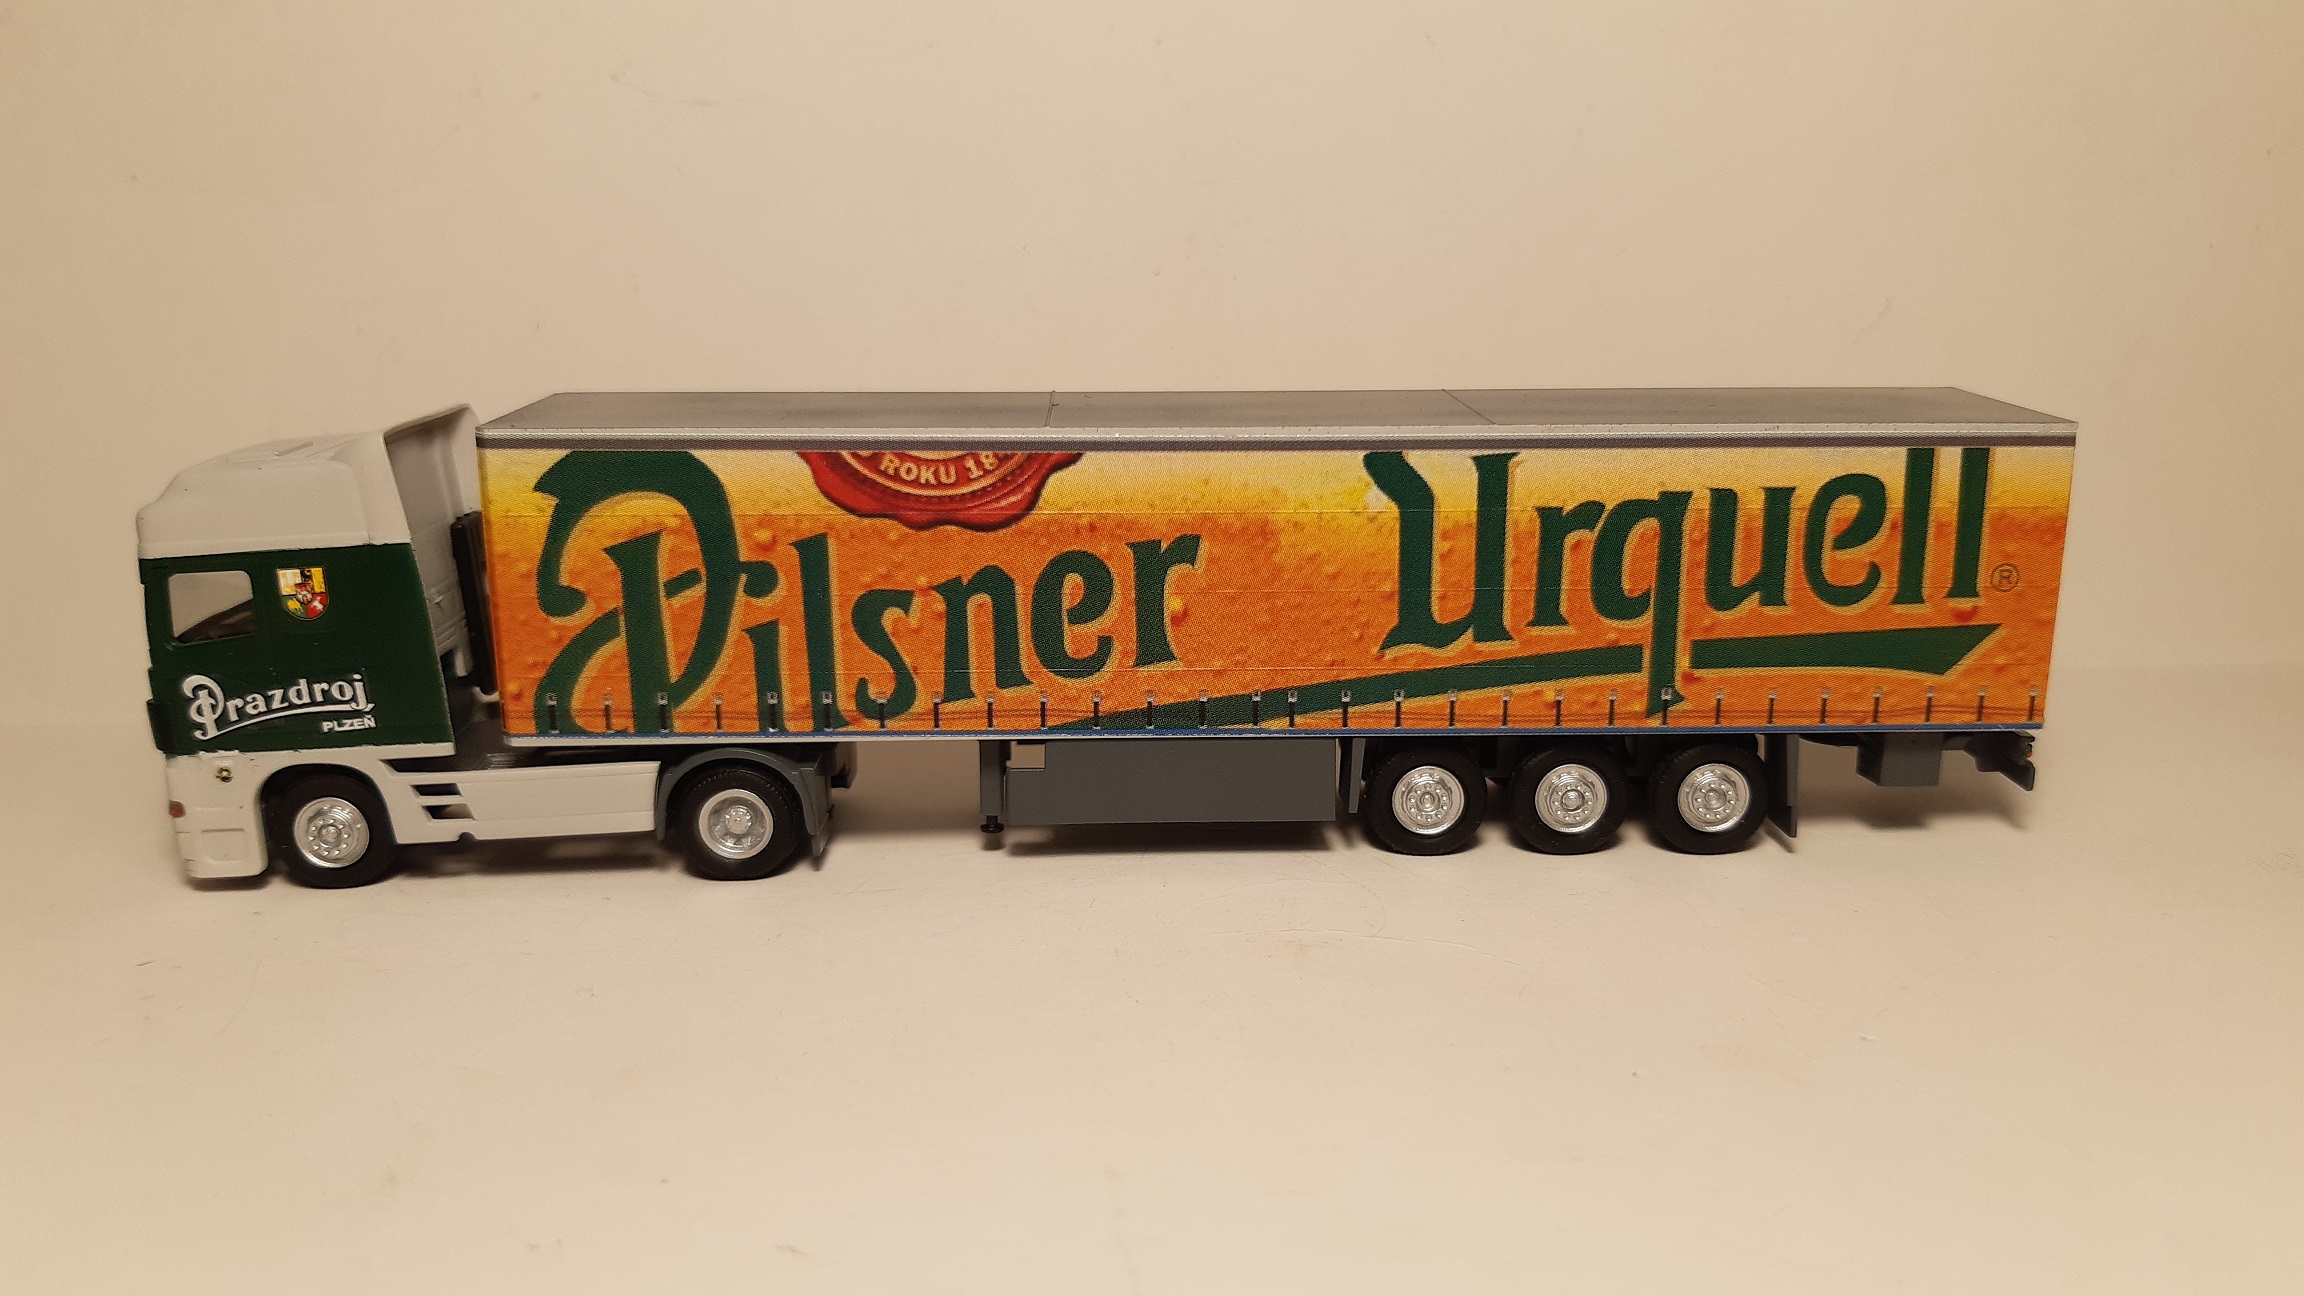 ROKU 18
Pilsner Urquell®
Prazdroj
PLZEŇ